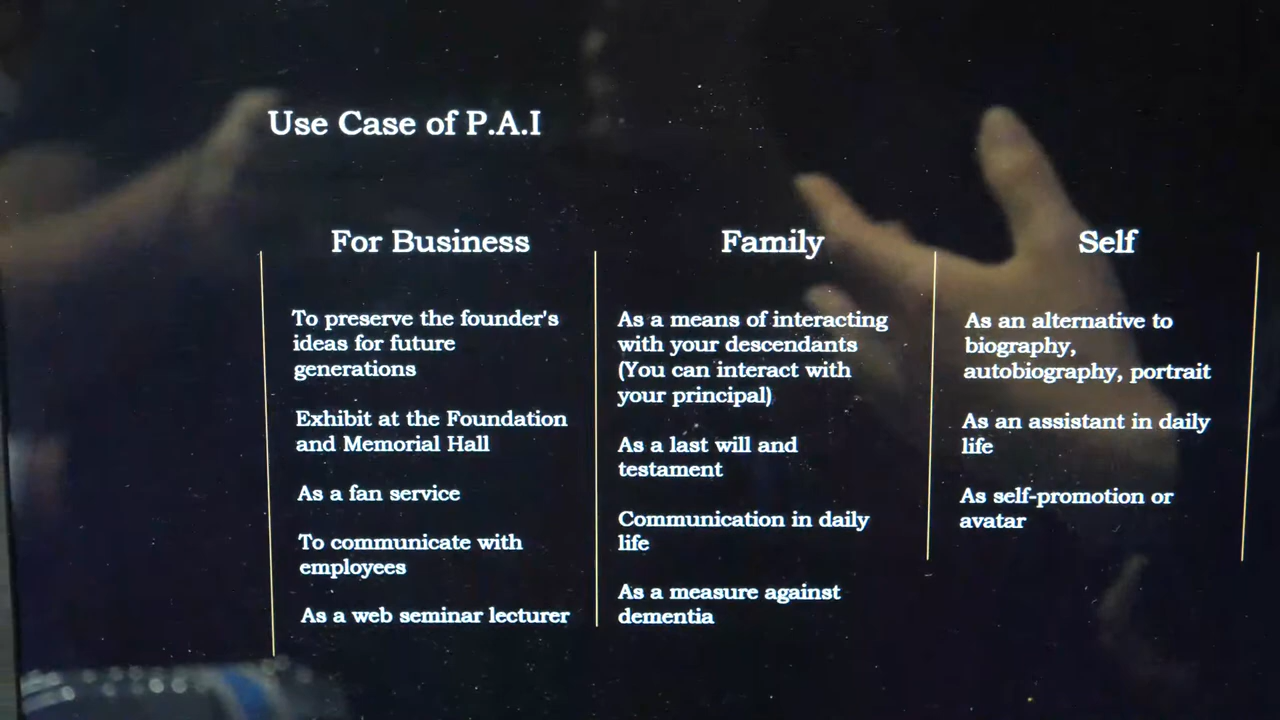 Use Case of P.A.I
For Business
To preserve the founder's
ideas for future
generations
Exhibit at the Foundation
and Memorial Hall
As a fan service
To communicate with
employees
As a web seminar lecturer
Family
As a means of interacting
with your descendants
(You can interact with
your principal)
As a last will and
testament
Communication in daily
life
As a measure against
dementia
Self
As an alternative to
biography,
autobiography, portrait
As an assistant in daily
life
As self-promotion or
avatar